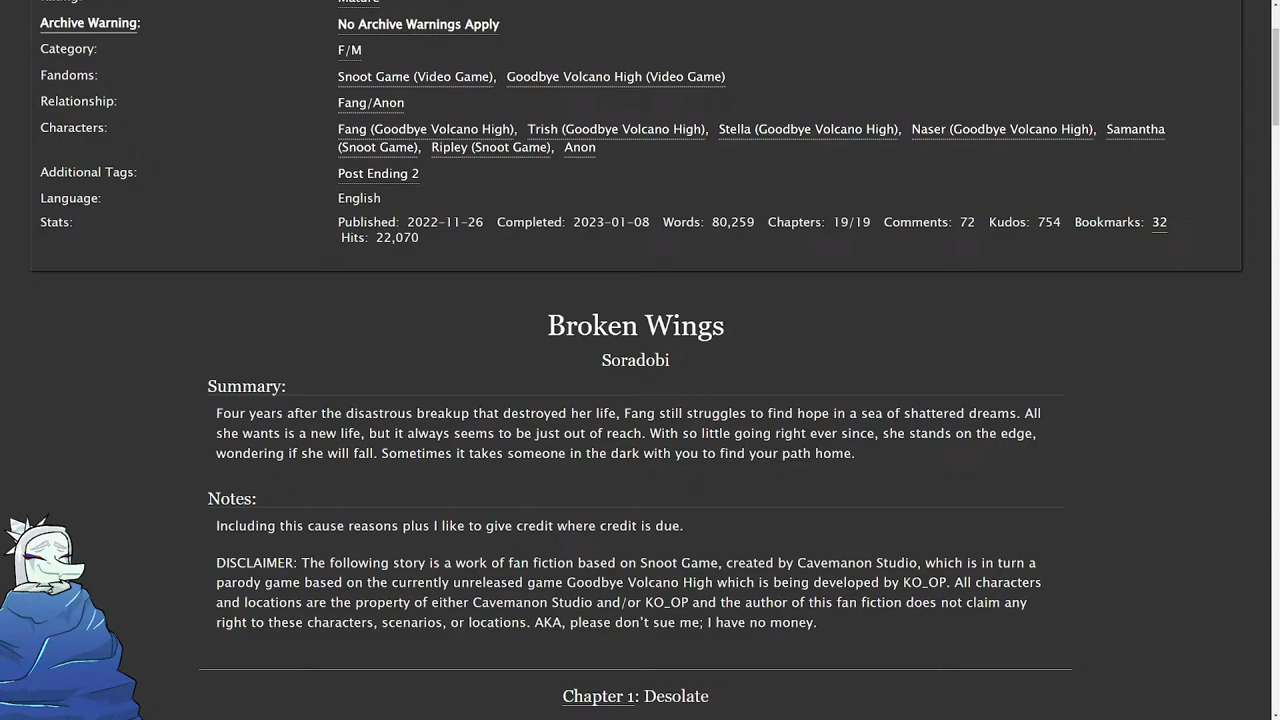 Mature
Archive Warning:
No Archive Warnings Apply
Category:
F/M
Fandoms:
Snoot Game (Video Game), Goodbye Volcano High (Video Game)
Relationship:
Fang/Anon
Characters:
Fang (Goodbye Volcano High), Trish (Goodbye Volcano High), Stella (Goodbye Volcano High), Naser (Goodbye Volcano High), Samantha
(Snoot Game), Ripley (Snoot Game), Anon
Additional Tags:
Post Ending 2
Language:
English
Stats:
Published: 2022-11-26 Completed: 2023-01-08 Words: 80,259 Chapters: 19/19 Comments: 72 Kudos: 754 Bookmarks: 32
Hits: 22,070
Broken Wings
Soradobi
Summary:
Four years after the disastrous breakup that destroyed her life, Fang still struggles to find hope in a sea of shattered dreams. All
she wants is a new life, but it always seems to be just out of reach. With so little going right ever since, she stands on the edge,
wondering if she will fall. Sometimes it takes someone in the dark with you to find your path home.
Notes:
Including this cause reasons plus I like to give credit where credit is due.
DISCLAIMER: The following story is a work of fan fiction based on Snoot Game, created by Cavemanon Studio, which is in turn a
parody game based on the currently unreleased game Goodbye Volcano High which is being developed by KO_OP. All characters
and locations are the property of either Cavemanon Studio and/or KO_OP and the author of this fan fiction does not claim any
right to these characters, scenarios, or locations. AKA, please don't sue me; I have no money.
Chapter 1: Desolate